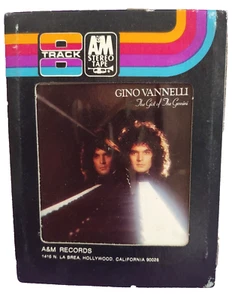 8
TRACK
A&M
STEREO
TAPE
GINO VANNELLI
The Gist of The Gemini
A&M RECORDS
1416 N. LA BREA, HOLLYWOOD, CALIFORNIA 90028